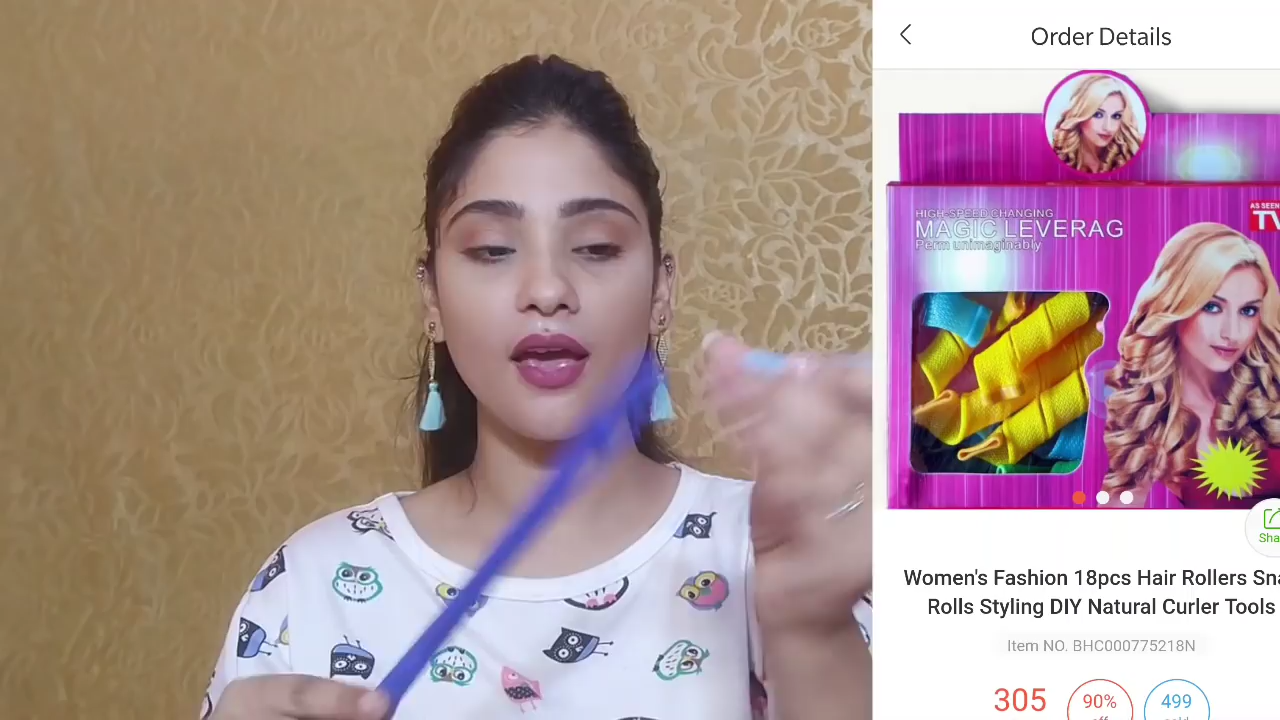 Order Details
HIGH-SPEED CHANGING
MAGIC LEVERAG
Perm unimaginably
AS SEEN
TV
Women's Fashion 18pcs Hair Rollers
Rolls Styling DIY Natural Curler Tools
Item NO. BHC000775218N
305
90%
499